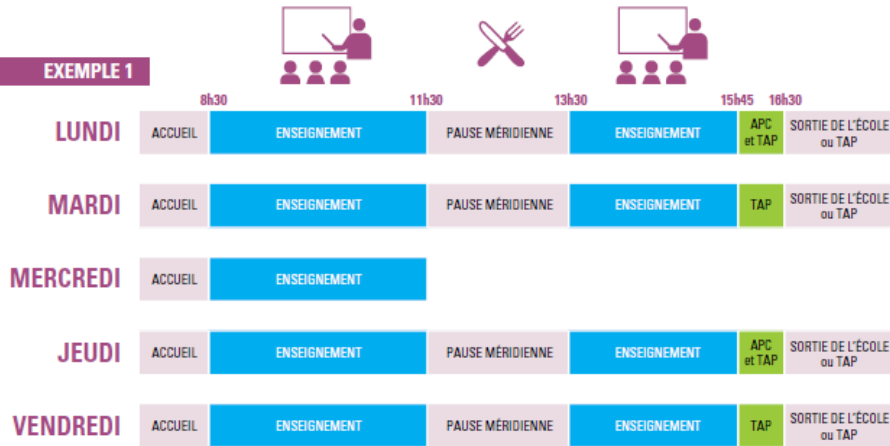 EXEMPLE 1
8h30 11h30 13h30 15h45 16h30
LUNDI ACCUEIL ENSEIGNEMENT PAUSE MÉRIDIENNE ENSEIGNEMENT APC et TAP SORTIE DE L'ÉCOLE ou TAP
MARDI ACCUEIL ENSEIGNEMENT PAUSE MÉRIDIENNE ENSEIGNEMENT TAP SORTIE DE L'ÉCOLE ou TAP
MERCREDI ACCUEIL ENSEIGNEMENT
JEUDI ACCUEIL ENSEIGNEMENT PAUSE MÉRIDIENNE ENSEIGNEMENT APC et TAP SORTIE DE L'ÉCOLE ou TAP
VENDREDI ACCUEIL ENSEIGNEMENT PAUSE MÉRIDIENNE ENSEIGNEMENT TAP SORTIE DE L'ÉCOLE ou TAP